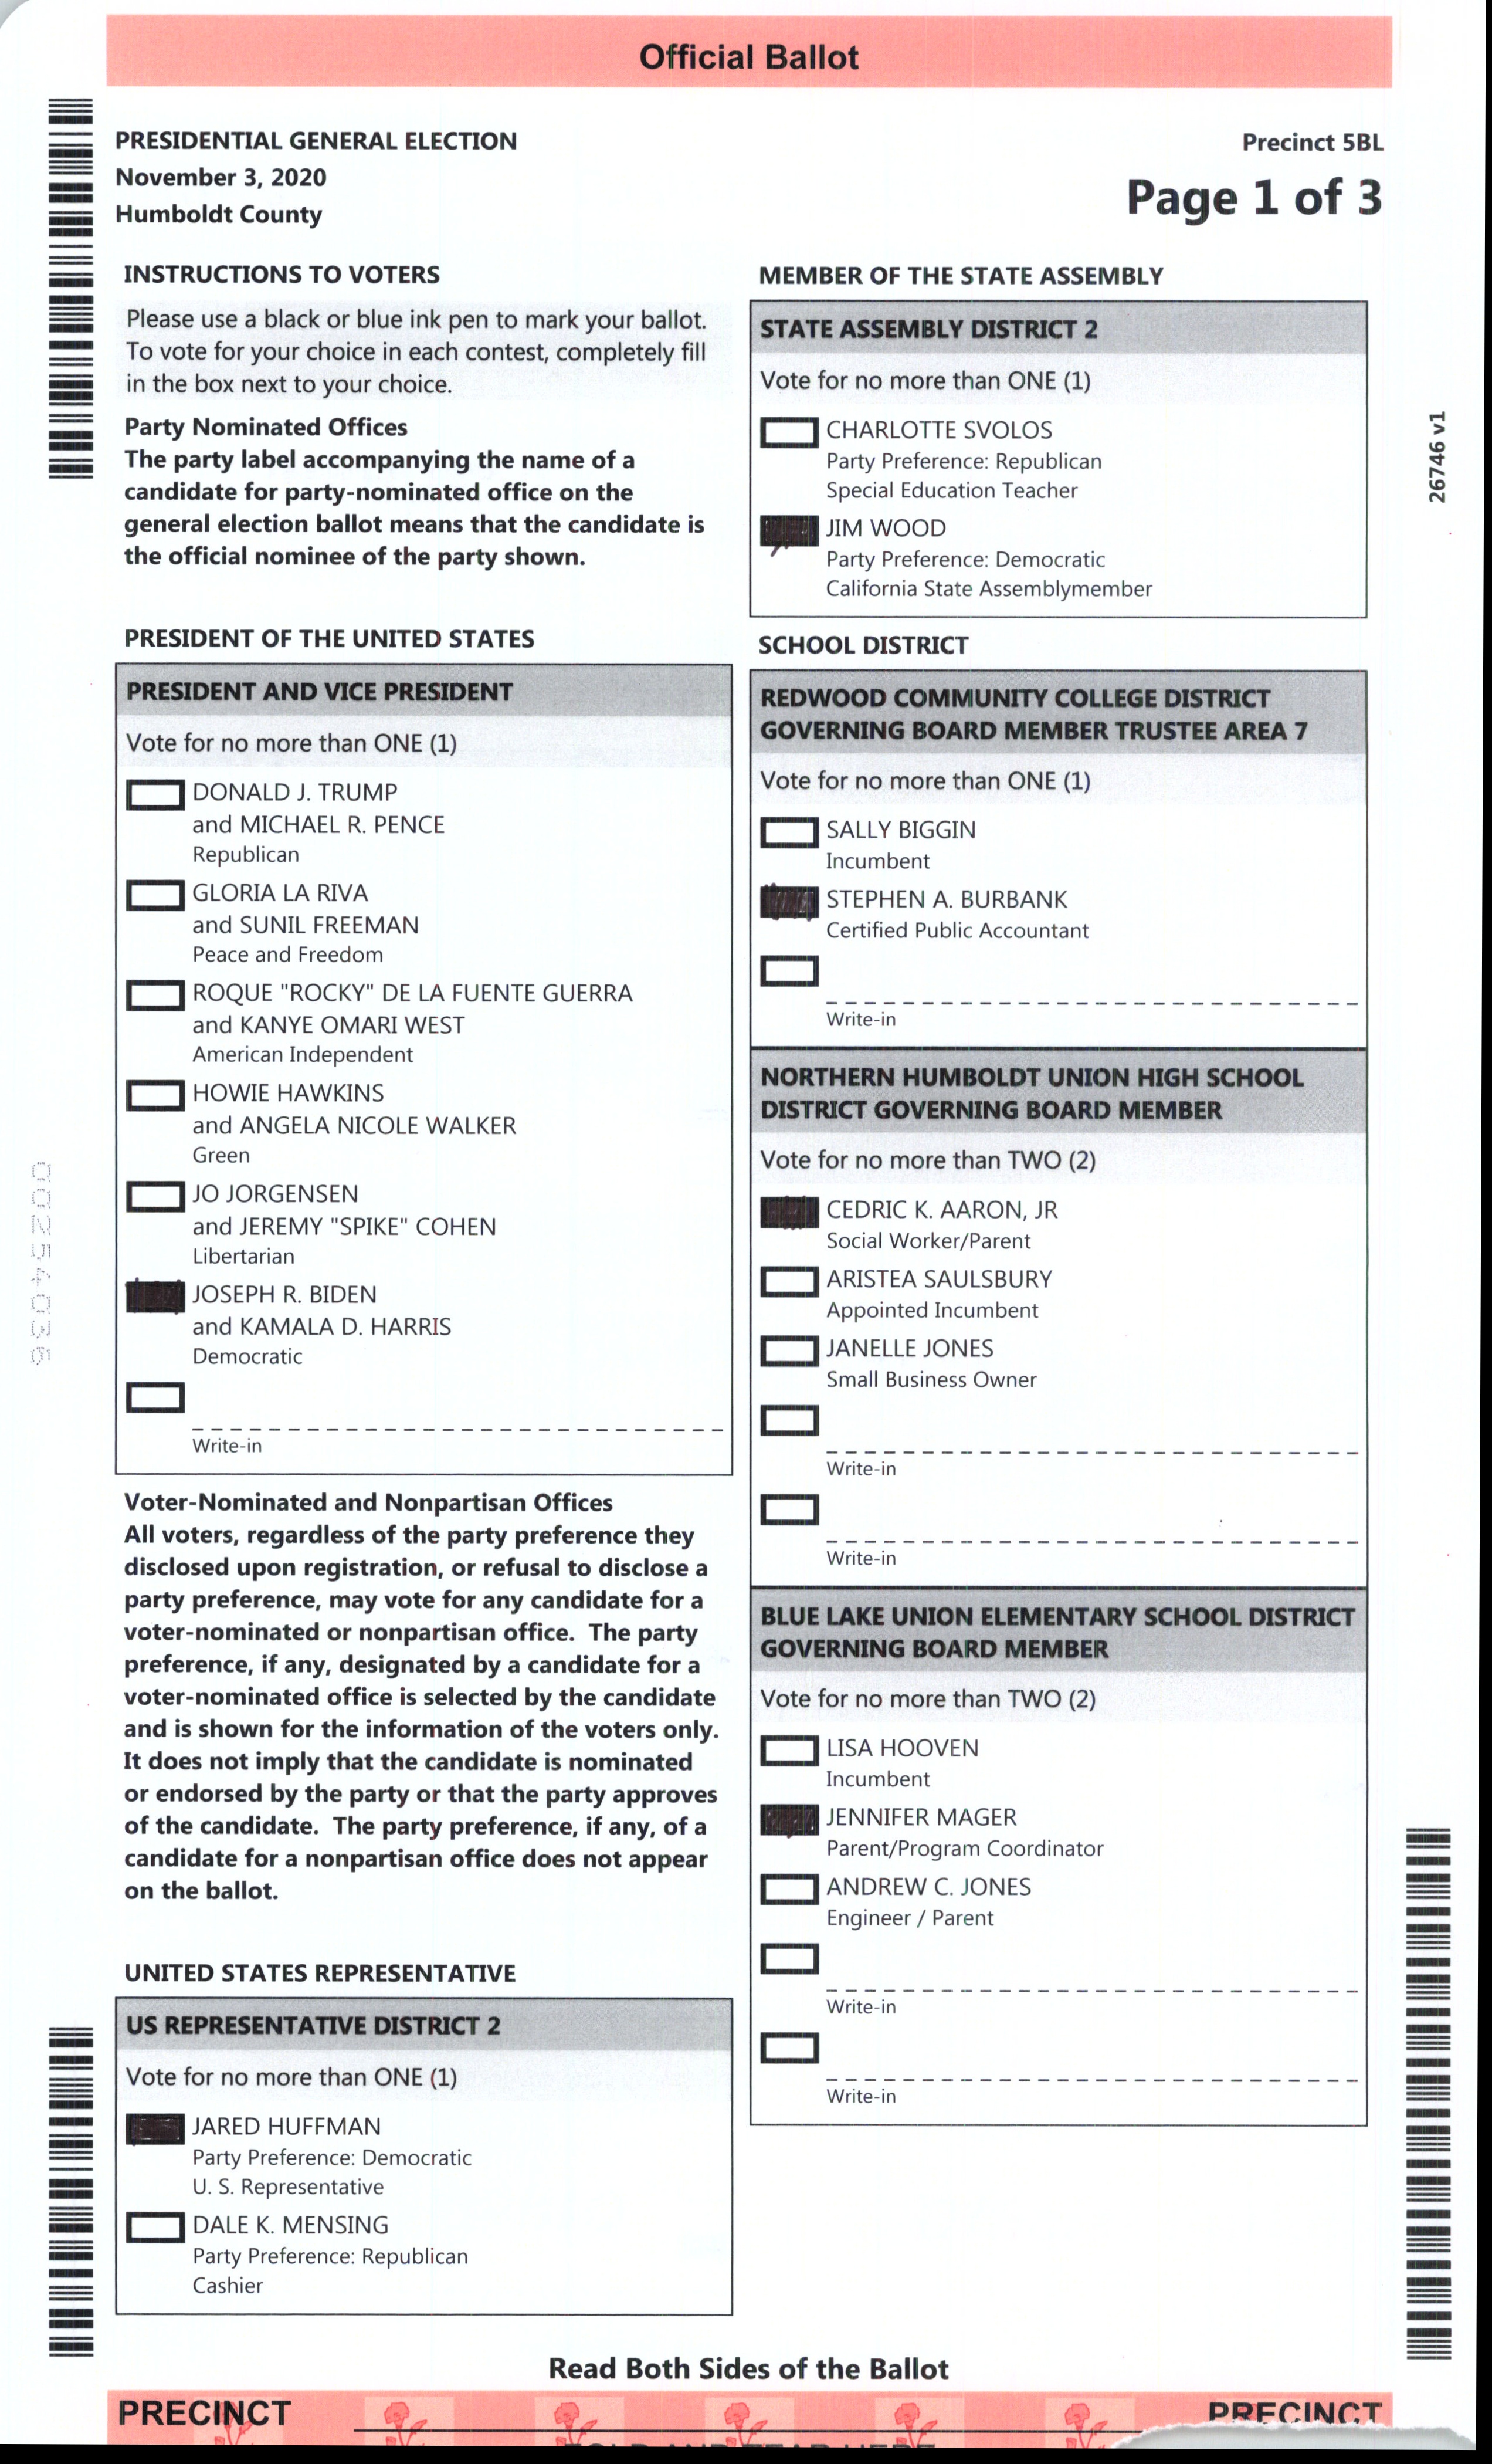 Official Ballot
PRESIDENTIAL GENERAL ELECTION
November 3, 2020
Humboldt County
Precinct 5BL
Page 1 of 3
INSTRUCTIONS TO VOTERS
Please use a black or blue ink pen to mark your ballot.
To vote for your choice in each contest, completely fill
in the box next to your choice.
Party Nominated Offices
The party label accompanying the name of a
candidate for party-nominated office on the
general election ballot means that the candidate is
the official nominee of the party shown.
PRESIDENT OF THE UNITED STATES
PRESIDENT AND VICE PRESIDENT
Vote for no more than ONE (1)
DONALD J. TRUMP
and MICHAEL R. PENCE
Republican
GLORIA LA RIVA
and SUNIL FREEMAN
Peace and Freedom
ROQUE "ROCKY" DE LA FUENTE GUERRA
and KANYE OMARI WEST
American Independent
HOWIE HAWKINS
and ANGELA NICOLE WALKER
Green
JO JORGENSEN
and JEREMY "SPIKE" COHEN
Libertarian
JOSEPH R. BIDEN
and KAMALA D. HARRIS
Democratic
Write-in
Voter-Nominated and Nonpartisan Offices
All voters, regardless of the party preference they
disclosed upon registration, or refusal to disclose a
party preference, may vote for any candidate for a
voter-nominated or nonpartisan office. The party
preference, if any, designated by a candidate for a
voter-nominated office is selected by the candidate
and is shown for the information of the voters only.
It does not imply that the candidate is nominated
or endorsed by the party or that the party approves
of the candidate. The party preference, if any, of a
candidate for a nonpartisan office does not appear
on the ballot.
UNITED STATES REPRESENTATIVE
US REPRESENTATIVE DISTRICT 2
Vote for no more than ONE (1)
JARED HUFFMAN
Party Preference: Democratic
U. S. Representative
DALE K. MENSING
Party Preference: Republican
Cashier
MEMBER OF THE STATE ASSEMBLY
STATE ASSEMBLY DISTRICT 2
Vote for no more than ONE (1)
CHARLOTTE SVOLOS
Party Preference: Republican
Special Education Teacher
JIM WOOD
Party Preference: Democratic
California State Assemblymember
SCHOOL DISTRICT
REDWOOD COMMUNITY COLLEGE DISTRICT
GOVERNING BOARD MEMBER TRUSTEE AREA 7
Vote for no more than ONE (1)
SALLY BIGGIN
Incumbent
STEPHEN A. BURBANK
Certified Public Accountant
Write-in
NORTHERN HUMBOLDT UNION HIGH SCHOOL
DISTRICT GOVERNING BOARD MEMBER
Vote for no more than TWO (2)
CEDRIC K. AARON, JR
Social Worker/Parent
ARISTEA SAULSBURY
Appointed Incumbent
JANELLE JONES
Small Business Owner
Write-in
Write-in
BLUE LAKE UNION ELEMENTARY SCHOOL DISTRICT
GOVERNING BOARD MEMBER
Vote for no more than TWO (2)
LISA HOOVEN
Incumbent
JENNIFER MAGER
Parent/Program Coordinator
ANDREW C. JONES
Engineer / Parent
Write-in
Write-in
26746 v1
Read Both Sides of the Ballot
PRECINCT
PRECINCT